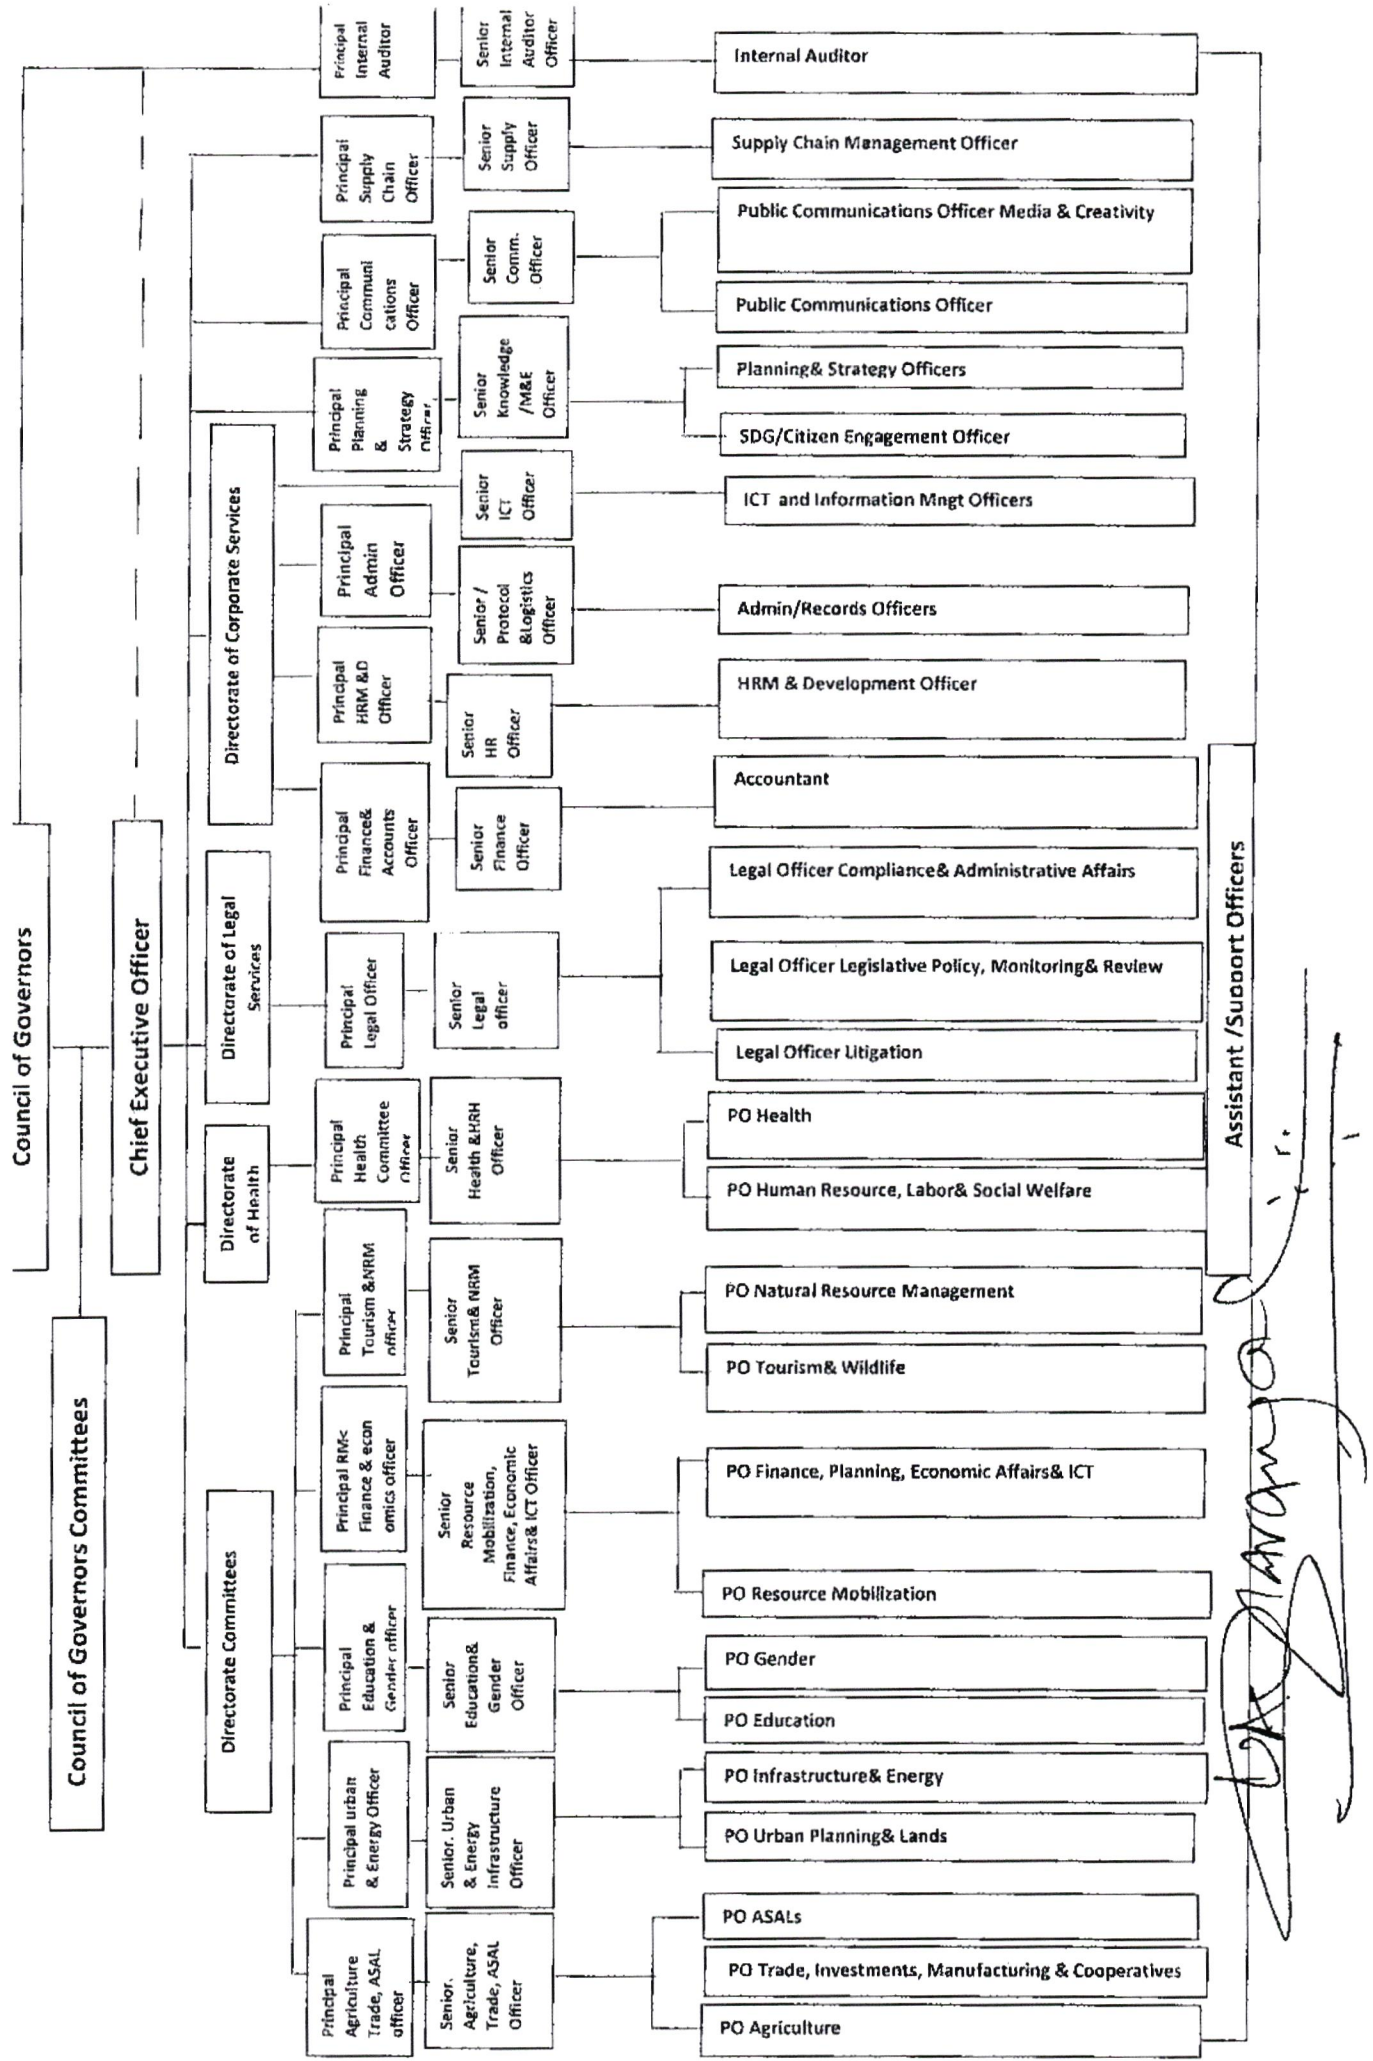 Council of Governors
Council of Governors Committees
Chief Executive Officer
Directorate Committees
Directorate
of Health
Directorate of Legal
Services
Directorate of Corporate Services
Principal
Agriculture
Trade, ASAL
officer
Principal urban
& Energy Officer
Principal
Education &
Gender officer
Principal RM<
Finance & econ
omics officer
Principal
Tourism &NRM
officer
Principal
Health
Committee
Officer
Principal
Legal Officer
Principal
Finance&
Accounts
Officer
Principal
HRM &D
Officer
Principal
Admin
Officer
Principal
Planning
&
Strategy
Officer
Principal
Communi
cations
Officer
Principal
Supply
Chain
Officer
Principal
Internal
Auditor
Senior.
Agriculture,
Trade, ASAL
Officer
Senior. Urban
& Energy
Infrastructure
Officer
Senior
Education&
Gender
Officer
Senior
Resource
Mobilization,
Finance, Economic
Affairs& ICT Officer
Senior
Tourism& NRM
Officer
Senior
Health &HRH
Officer
Senior
Legal
officer
Senior
Finance
Officer
Senior
HR
Officer
Senior /
Protocol
&Logistics
Officer
Senior
ICT
Officer
Senior
Knowledge
/M&E
Officer
Senior
Comm.
Officer
Senior
Supply
Officer
Senior
Internal
Auditor
Officer
Internal Auditor
Supply Chain Management Officer
Public Communications Officer Media & Creativity
Public Communications Officer
Planning& Strategy Officers
SDG/Citizen Engagement Officer
ICT and Information Mngt Officers
Admin/Records Officers
HRM & Development Officer
Accountant
Legal Officer Compliance& Administrative Affairs
Legal Officer Legislative Policy, Monitoring& Review
Legal Officer Litigation
PO Health
PO Human Resource, Labor& Social Welfare
PO Natural Resource Management
PO Tourism& Wildlife
PO Finance, Planning, Economic Affairs& ICT
PO Resource Mobilization
PO Gender
PO Education
PO Infrastructure& Energy
PO Urban Planning& Lands
PO ASALs
PO Trade, Investments, Manufacturing & Cooperatives
PO Agriculture
Assistant /Support Officers